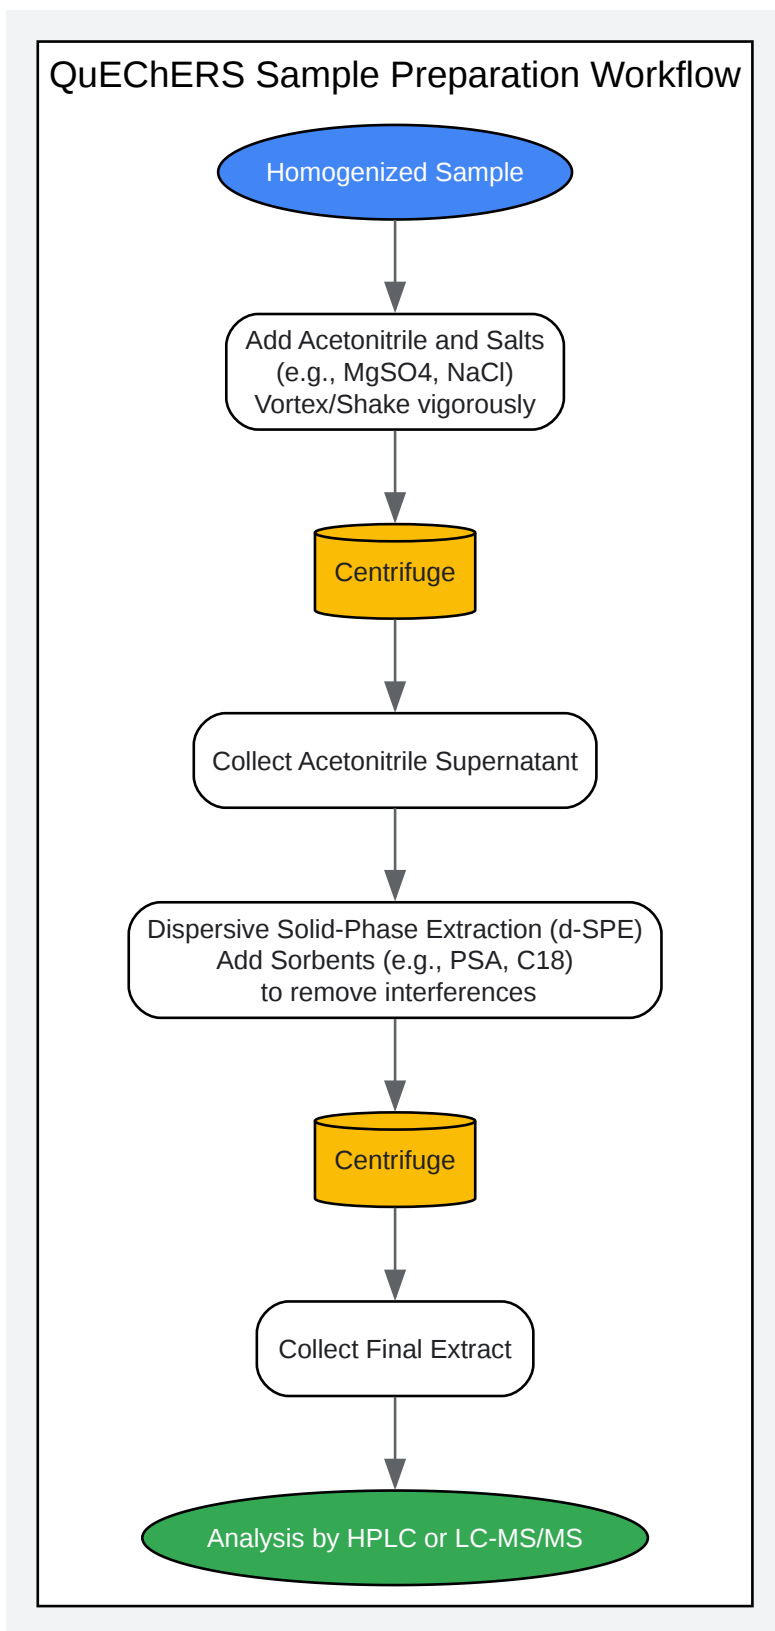 QuEChERS Sample Preparation Workflow
Homogenized Sample
Add Acetonitrile and Salts
(e.g., MgSO4, NaCl)
Vortex/Shake vigorously
Centrifuge
Collect Acetonitrile Supernatant
Dispersive Solid-Phase Extraction (d-SPE)
Add Sorbents (e.g., PSA, C18)
to remove interferences
Centrifuge
Collect Final Extract
Analysis by HPLC or LC-MS/MS